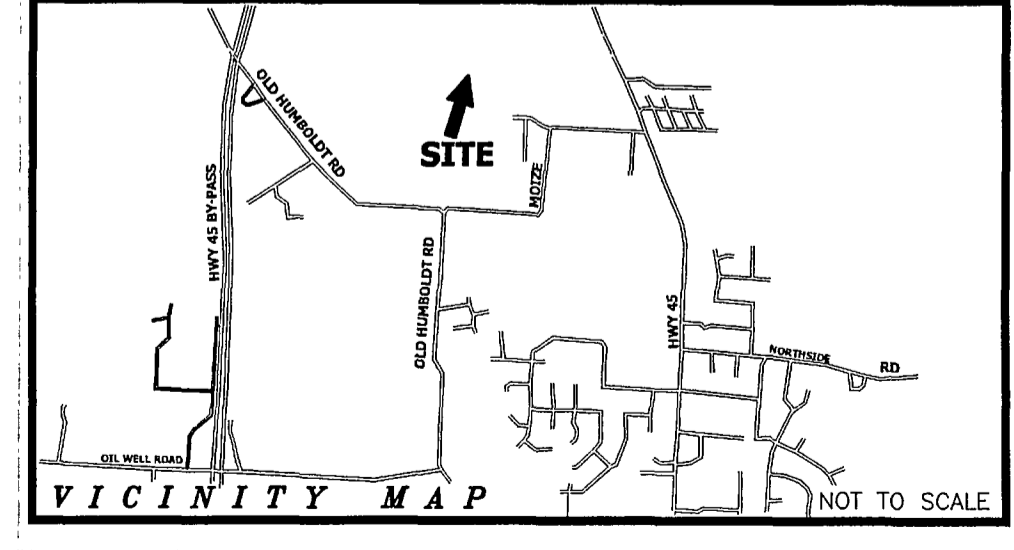 OLD HUMBOLDT RD
SITE
MOIZE
HWY 45 BY-PASS
OLD HUMBOLDT RD
HWY 45
NORTHSIDE RD
OIL WELL ROAD
VICINITY MAP
NOT TO SCALE